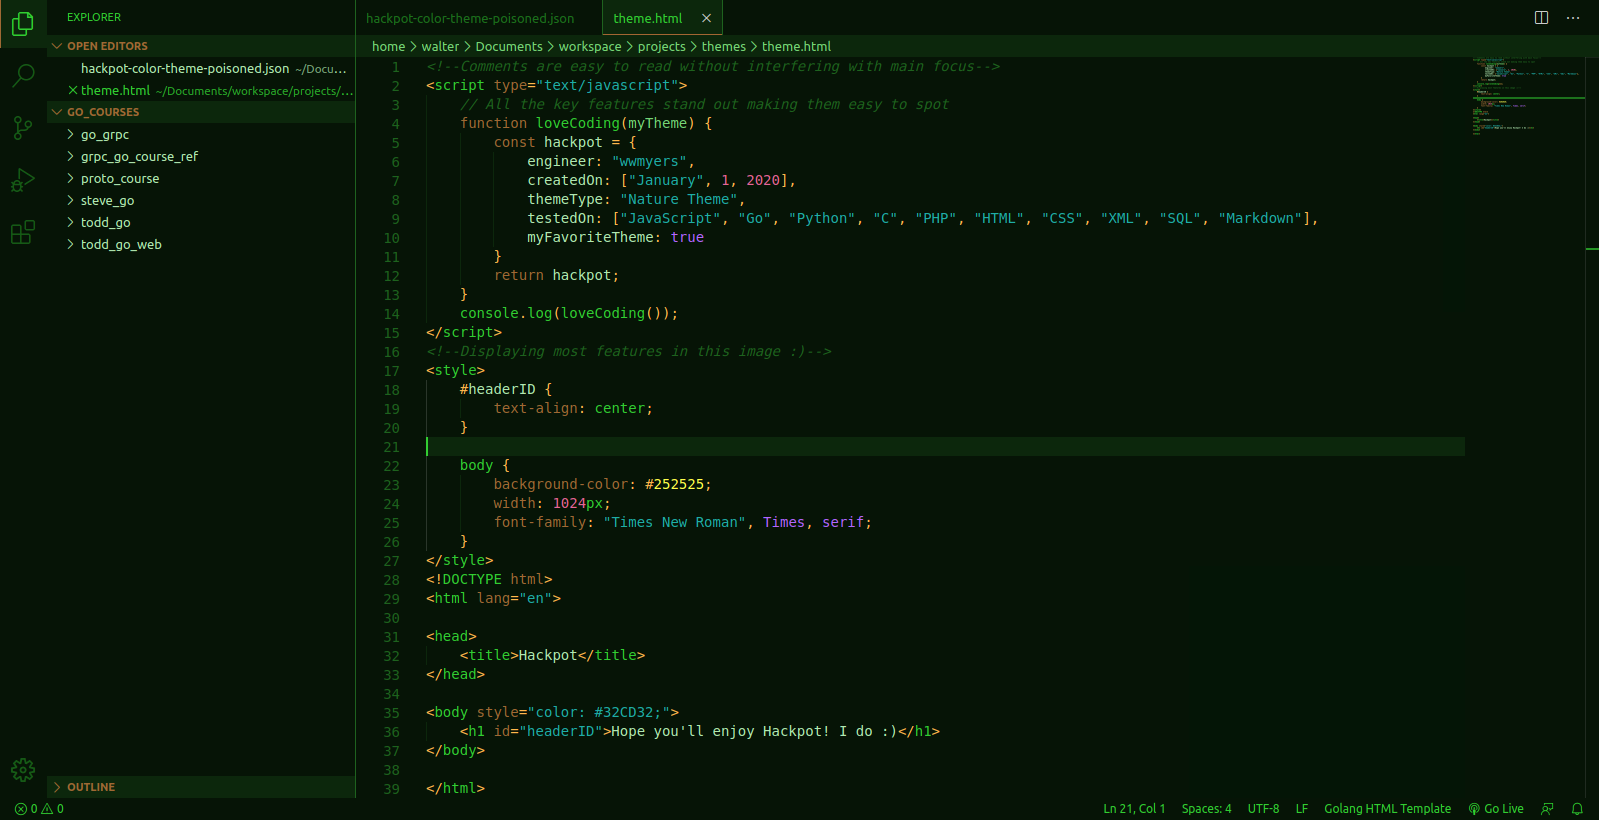 EXPLORER
OPEN EDITORS
hackpot-color-theme-poisoned.json ~/Docu...
theme.html ~/Documents/workspace/projects/...
GO_COURSES
go_grpc
grpc_go_course_ref
proto_course
steve_go
todd_go
todd_go_web
OUTLINE
hackpot-color-theme-poisoned.json theme.html
home > walter > Documents > workspace > projects > themes > theme.html
1 <!--Comments are easy to read without interfering with main focus-->
2 <script type="text/javascript">
3 // All the key features stand out making them easy to spot
4 function loveCoding(myTheme) {
5 const hackpot = {
6 engineer: "wwmyers",
7 createdOn: ["January", 1, 2020],
8 themeType: "Nature Theme",
9 testedOn: ["JavaScript", "Go", "Python", "C", "PHP", "HTML", "CSS", "XML", "SQL", "Markdown"],
10 myFavoriteTheme: true
11 }
12 return hackpot;
13 }
14 console.log(loveCoding());
15 </script>
16 <!--Displaying most features in this image :)-->
17 <style>
18 #headerID {
19 text-align: center;
20 }
21
22 body {
23 background-color: #252525;
24 width: 1024px;
25 font-family: "Times New Roman", Times, serif;
26 }
27 </style>
28 <!DOCTYPE html>
29 <html lang="en">
30
31 <head>
32 <title>Hackpot</title>
33 </head>
34
35 <body style="color: #32CD32;">
36 <h1 id="headerID">Hope you'll enjoy Hackpot! I do :)</h1>
37 </body>
38
39 </html>
0 0 Ln 21, Col 1 Spaces: 4 UTF-8 LF Golang HTML Template Go Live